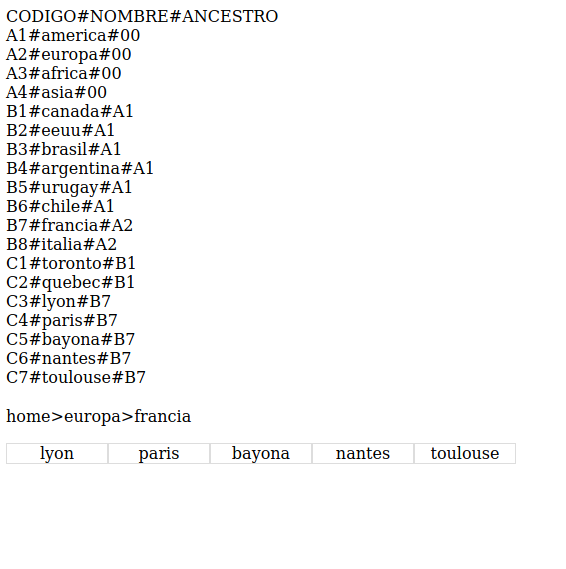 CODIGO#NOMBRE#ANCESTRO
A1#america#00
A2#europa#00
A3#africa#00
A4#asia#00
B1#canada#A1
B2#eeuu#A1
B3#brasil#A1
B4#argentina#A1
B5#urugay#A1
B6#chile#A1
B7#francia#A2
B8#italia#A2
C1#toronto#B1
C2#quebec#B1
C3#lyon#B7
C4#paris#B7
C5#bayona#B7
C6#nantes#B7
C7#toulouse#B7
home>europa>francia
lyon paris bayona nantes toulouse